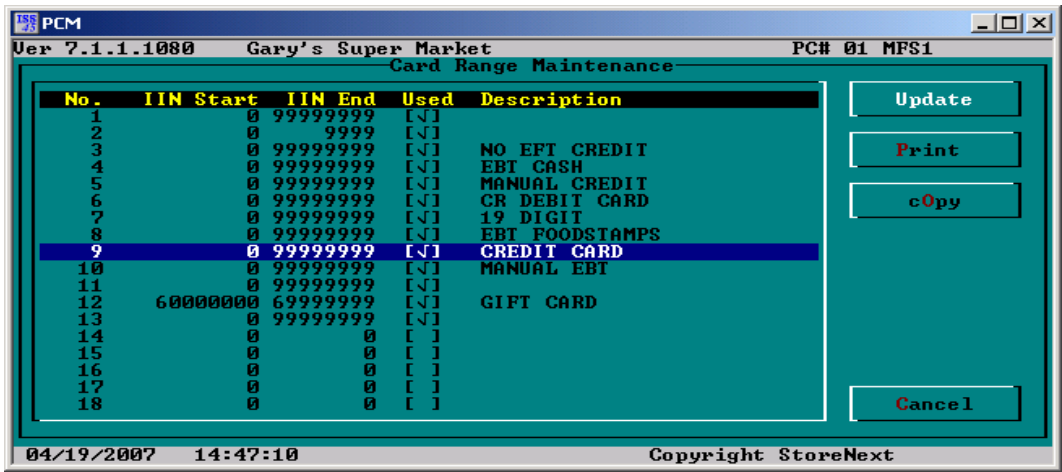 ISS 45 PCM
Ver 7.1.1.1080 Gary's Super Market PC# 01 MFS1
Card Range Maintenance
No. IIN Start IIN End Used Description
1 0 99999999 [√]
2 0 9999 [√]
3 0 99999999 [√] NO EFT CREDIT
4 0 99999999 [√] EBT CASH
5 0 99999999 [√] MANUAL CREDIT
6 0 99999999 [√] CR DEBIT CARD
7 0 99999999 [√] 19 DIGIT
8 0 99999999 [√] EBT FOODSTAMPS
9 0 99999999 [√] CREDIT CARD
10 0 99999999 [√] MANUAL EBT
11 0 99999999 [√]
12 60000000 69999999 [√] GIFT CARD
13 0 99999999 [√]
14 0 0 [ ]
15 0 0 [ ]
16 0 0 [ ]
17 0 0 [ ]
18 0 0 [ ]
Update
Print
cOpy
Cancel
04/19/2007 14:47:10 Copyright StoreNext